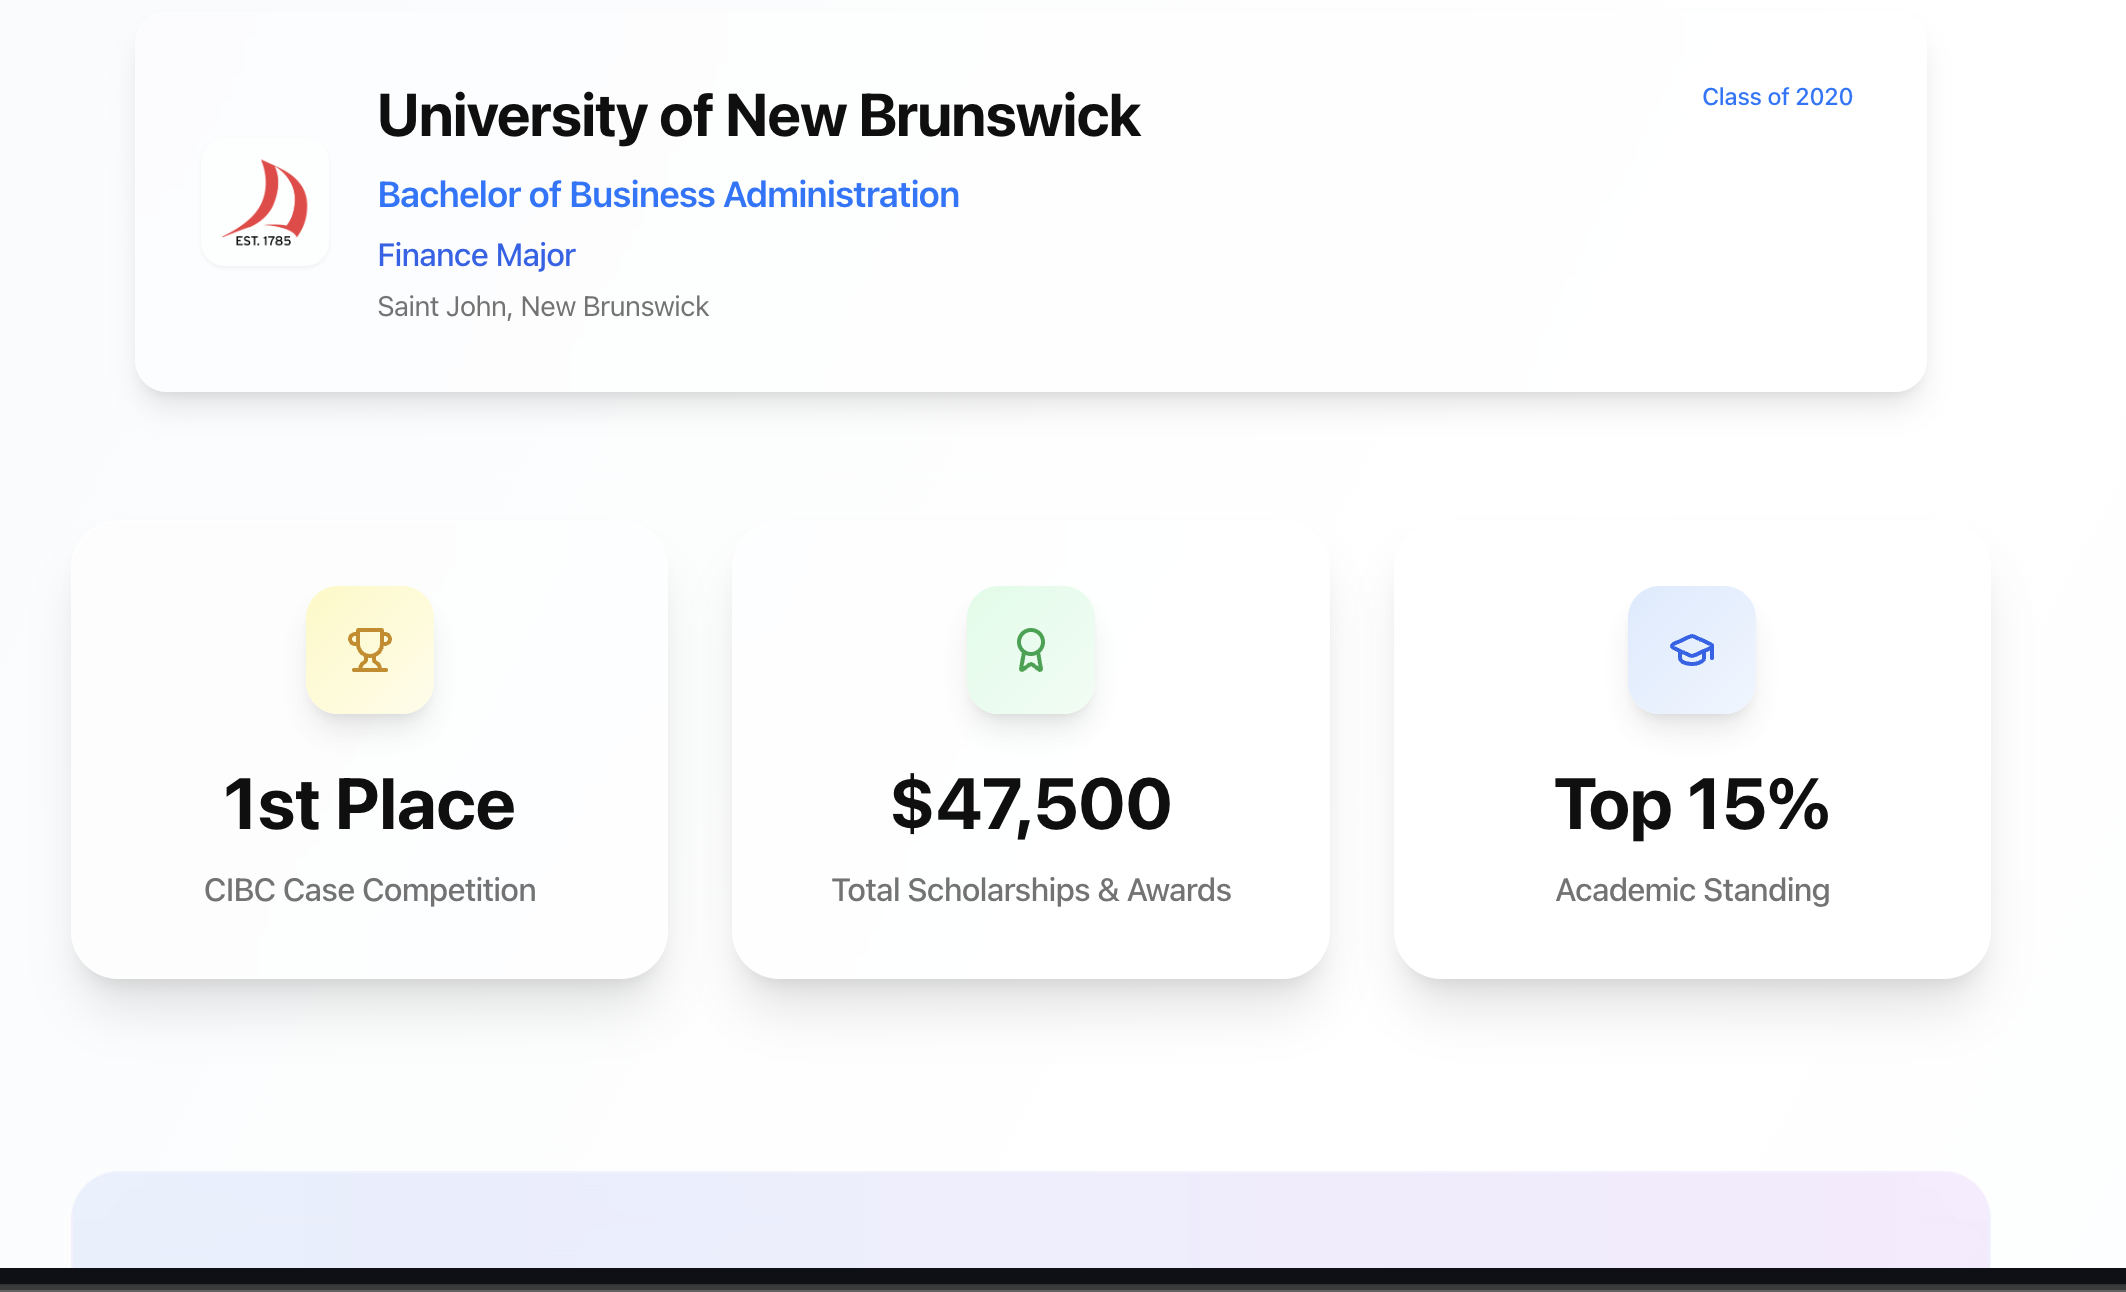 University of New Brunswick
Class of 2020
Bachelor of Business Administration
Finance Major
Saint John, New Brunswick
EST. 1785
1st Place
CIBC Case Competition
$47,500
Total Scholarships & Awards
Top 15%
Academic Standing